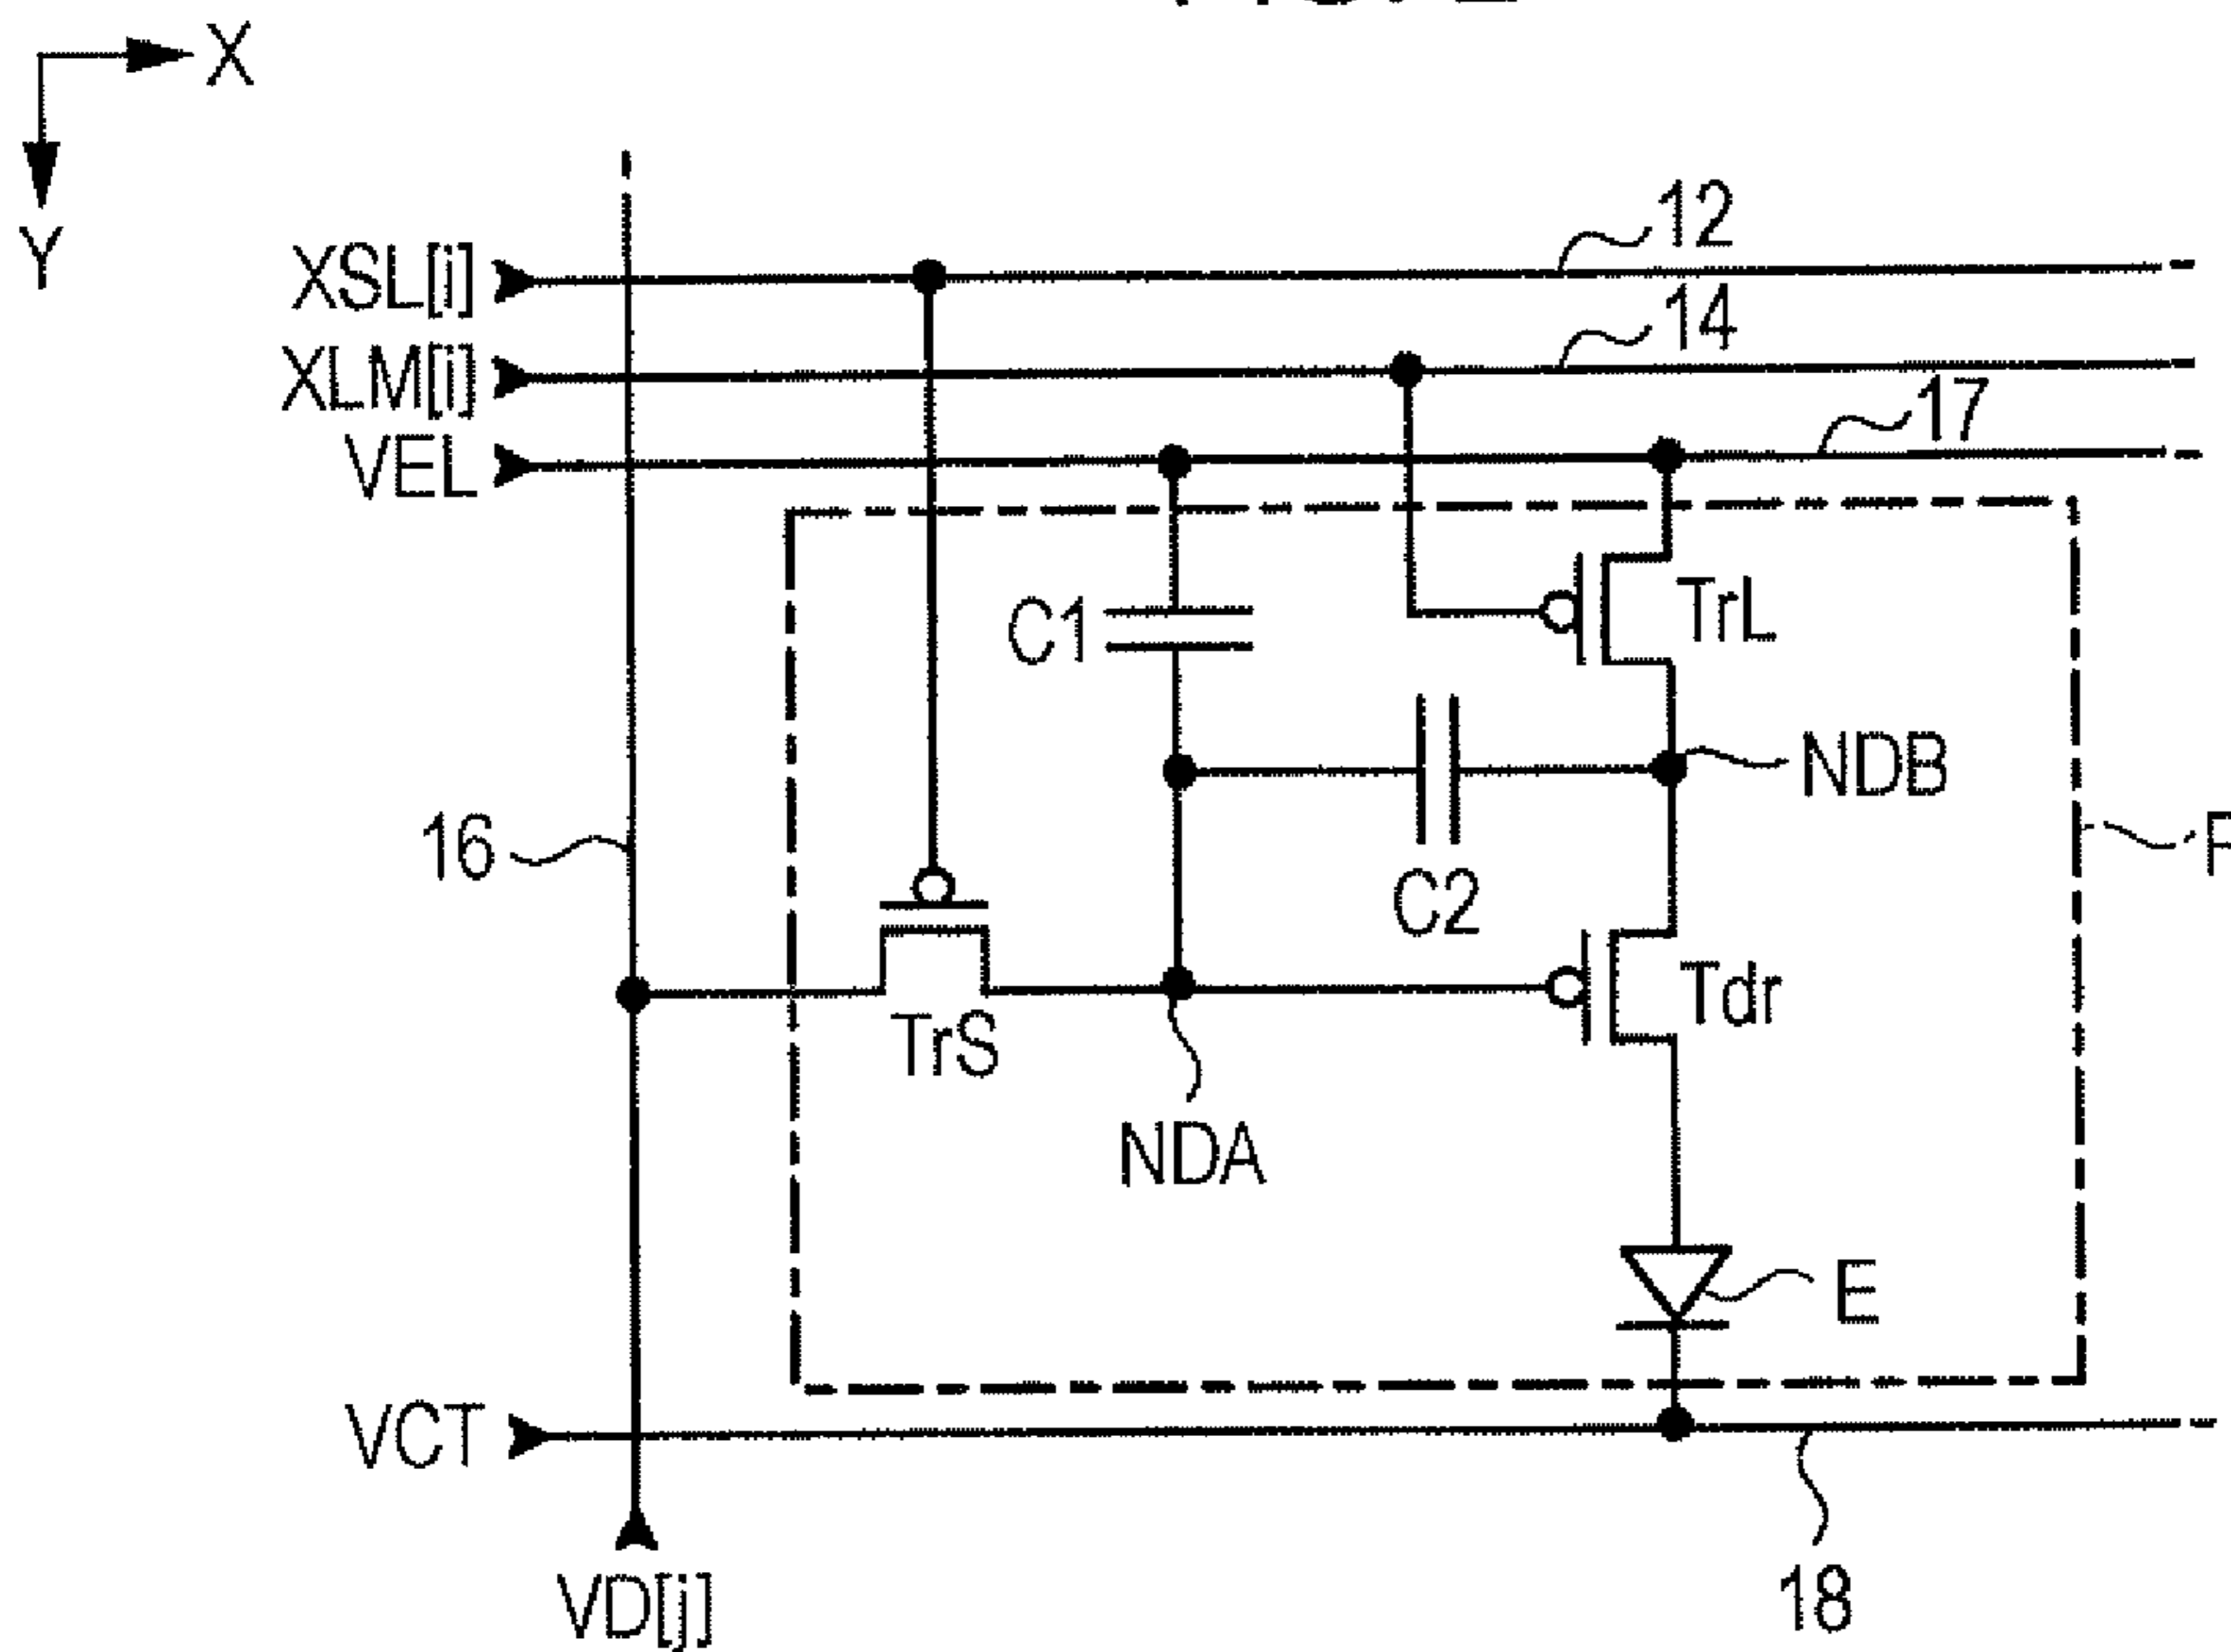 X
Y
XSL[i]
12
XLM[i]
14
VEL
17
C1
TrL
NDB
16
C2
TrS
Tdr
NDA
E
VCT
18
VD[j]